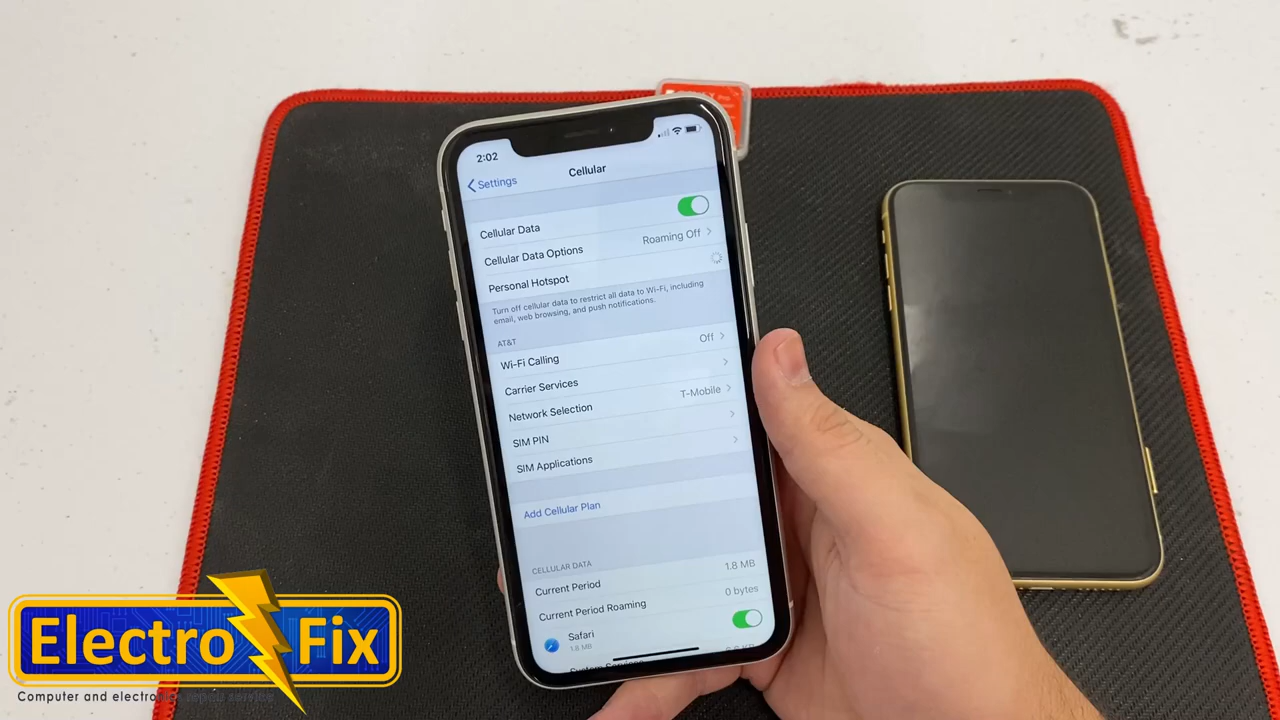 2:02
Settings
Cellular
Cellular Data
Cellular Data Options
Roaming Off
Personal Hotspot
Turn off cellular data to restrict all data to Wi-Fi, including
email, web browsing, and push notifications.
AT&T
Wi-Fi Calling
Off
Carrier Services
Network Selection
T-Mobile
SIM PIN
SIM Applications
Add Cellular Plan
CELLULAR DATA
Current Period
1.8 MB
Current Period Roaming
0 bytes
Safari
1.8 MB
Electro Fix
Computer and electronic repair service